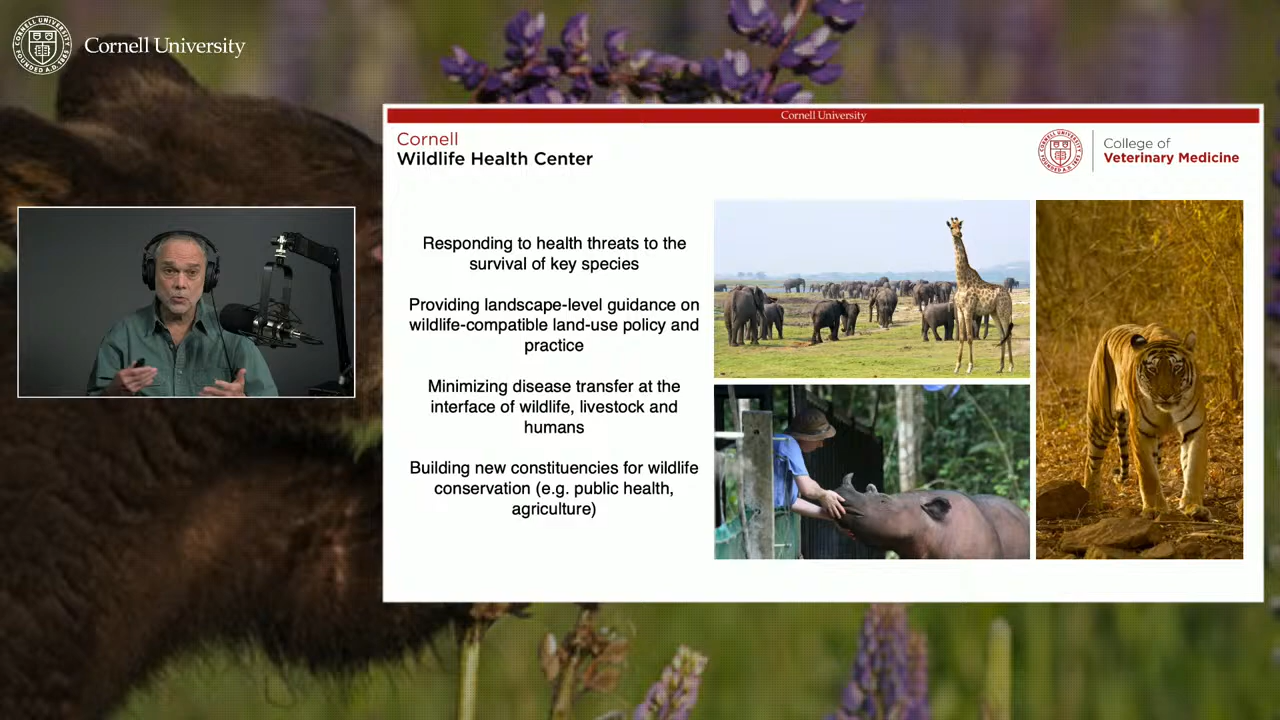 Cornell University
Cornell University
Cornell
Wildlife Health Center
College of
Veterinary Medicine
Responding to health threats to the
survival of key species
Providing landscape-level guidance on
wildlife-compatible land-use policy and
practice
Minimizing disease transfer at the
interface of wildlife, livestock and
humans
Building new constituencies for wildlife
conservation (e.g. public health,
agriculture)